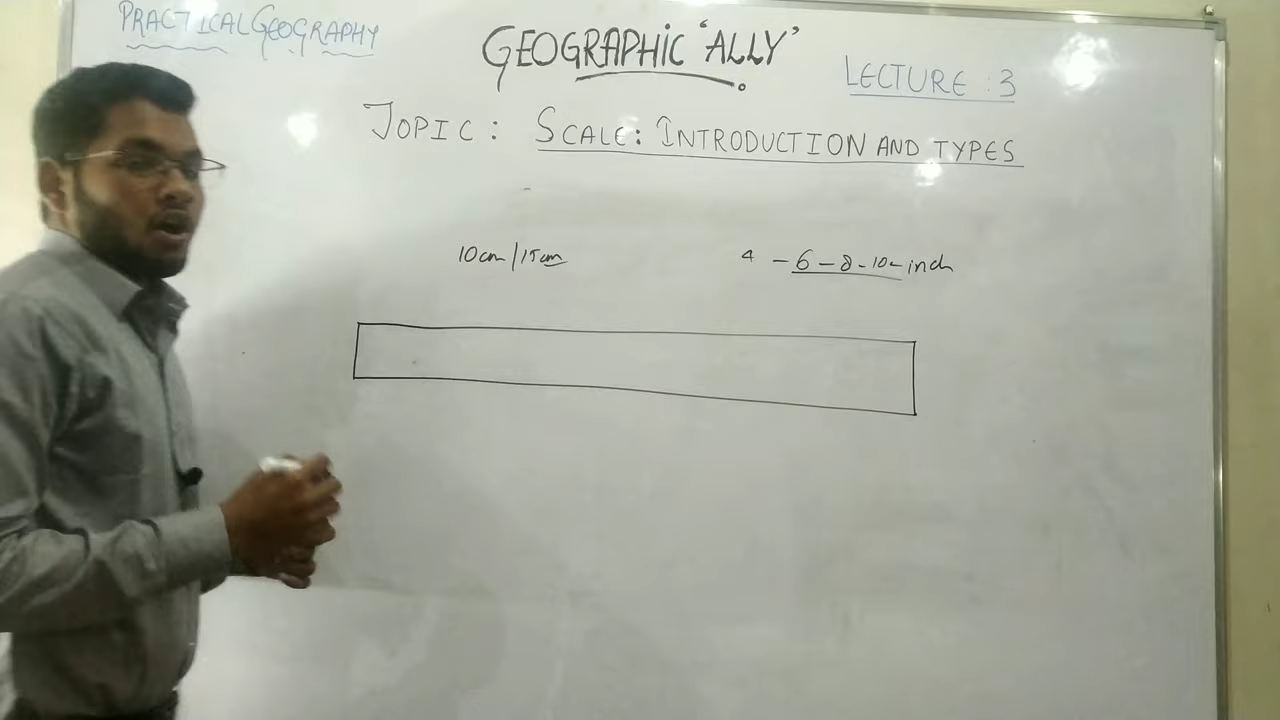 PRACTICAL GEOGRAPHY
GEOGRAPHIC 'ALLY'
LECTURE : 3
TOPIC : SCALE: INTRODUCTION AND TYPES
10cm/15cm
4 - 6 - 8 - 10 - inch